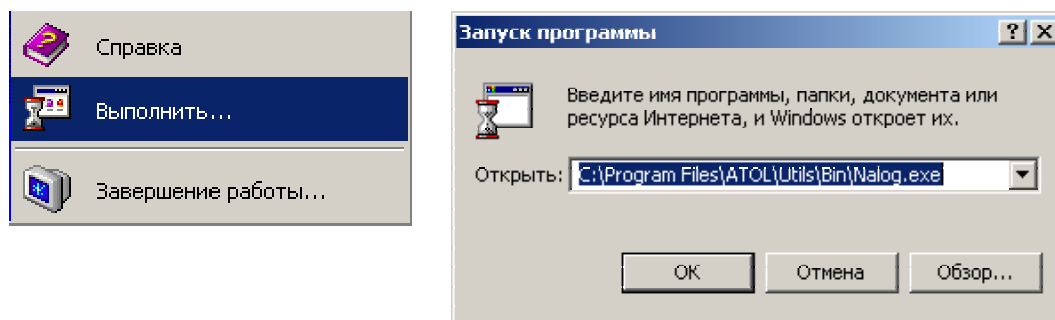 Справка
Выполнить...
Завершение работы...
Запуск программы
Введите имя программы, папки, документа или
ресурса Интернета, и Windows откроет их.
Открыть: C:\Program Files\ATOL\Utils\Bin\Nalog.exe
OK Отмена Обзор...